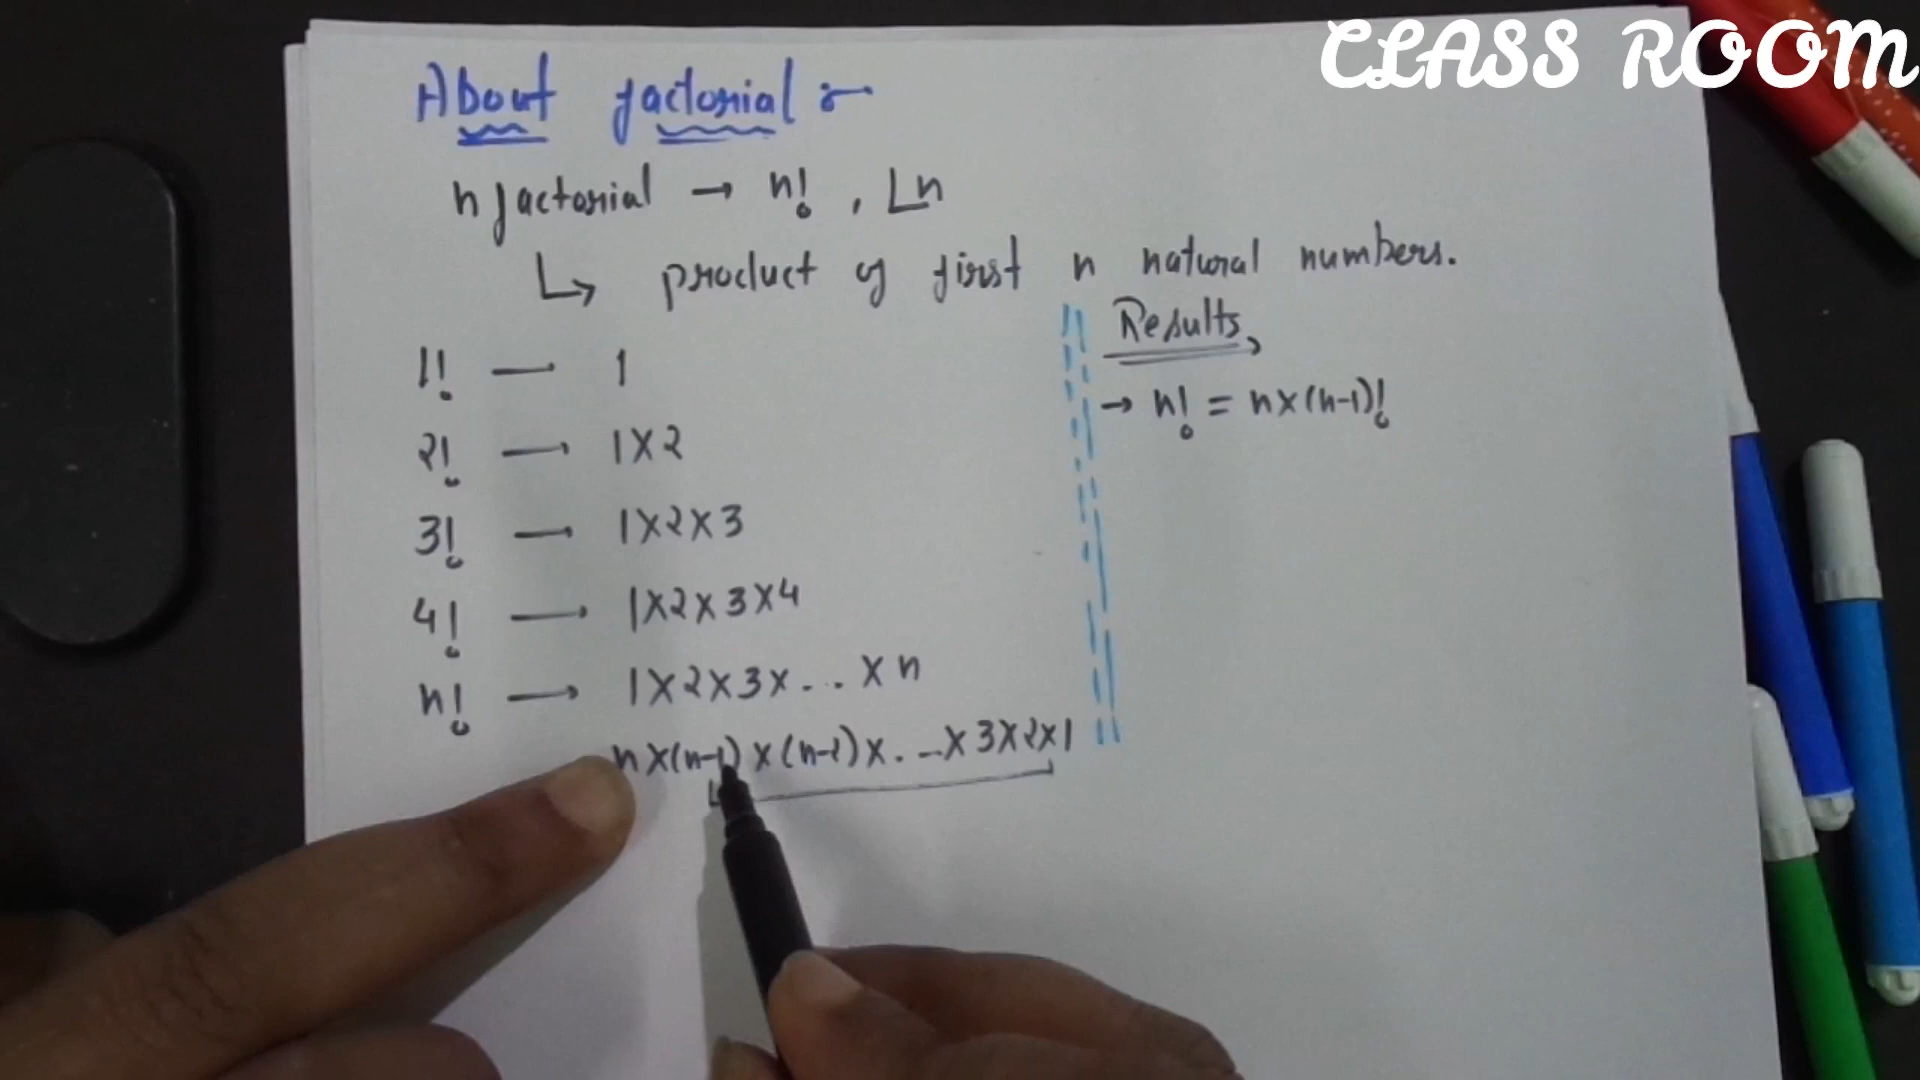 CLASS ROOM
About factorial :-
n factorial → n! , ∟n
↳ product of first n natural numbers.
1! — 1
2! → 1×2
3! → 1×2×3
4! → 1×2×3×4
n! → 1×2×3×...×n
n×(n-1)×(n-2)×...×3×2×1
Results
→ n! = n×(n-1)!